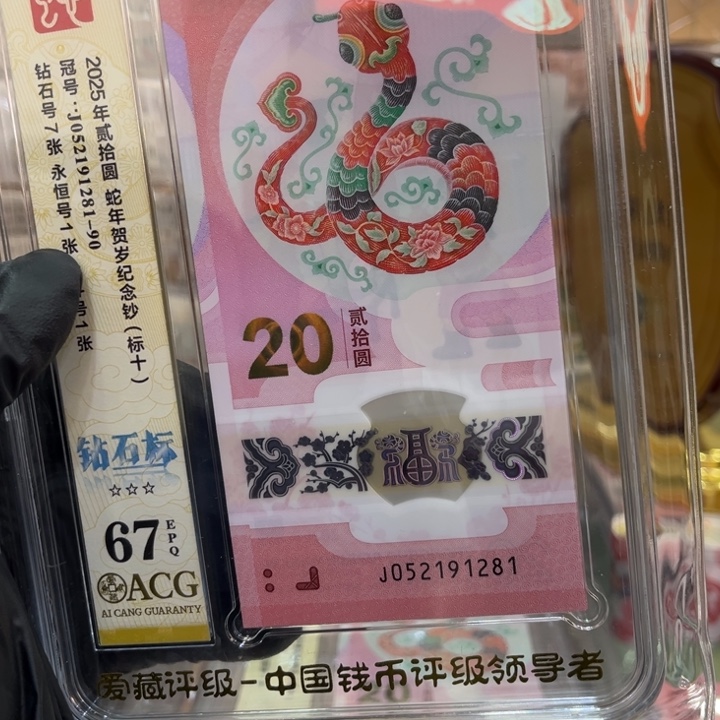 2025年贰拾圆 蛇年贺岁纪念钞(标十)
冠号:J052191281-90
钻石号7张 永恒号1张
号1张
钻石标
67
EPQ
ACG
AI CANG GUARANTY
20
贰拾圆
福
J052191281
爱藏评级-中国钱币评级领导者